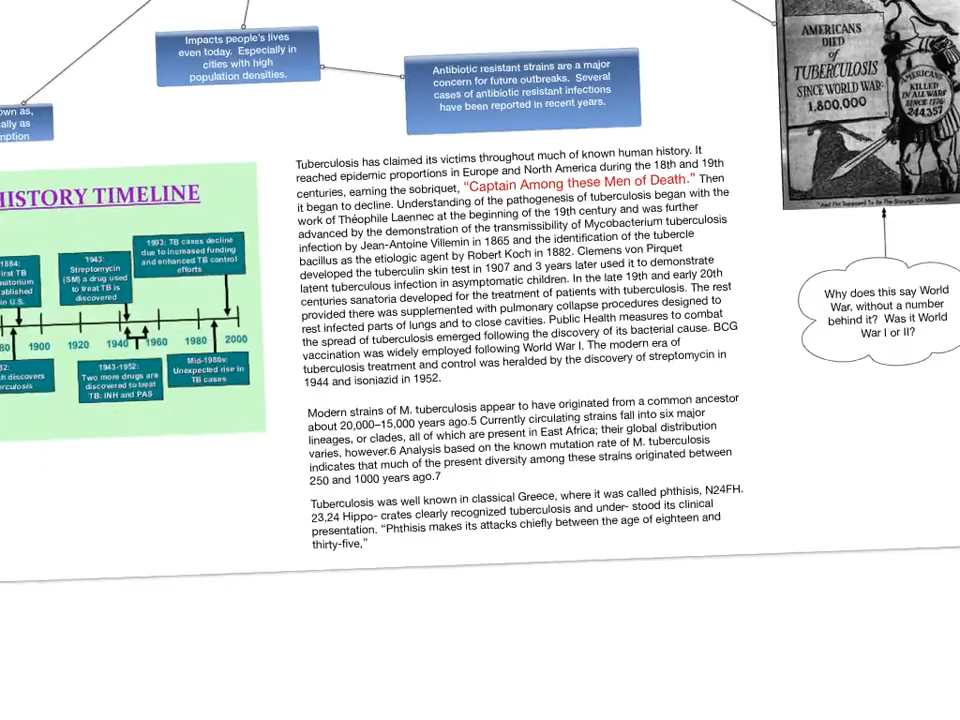 Impacts people's lives
even today. Especially in
cities with high
population densities.
Antibiotic resistant strains are a major
concern for future outbreaks. Several
cases of antibiotic resistant infections
have been reported in recent years.
own as,
ally as
mption
AMERICANS
DIED
of
TUBERCULOSIS
SINCE WORLD WAR:
1,800,000
AMERICANS
KILLED
IN ALL WARS
SINCE 1776:
244,357
Why does this say World
War, without a number
behind it? Was it World
War I or II?
HISTORY TIMELINE
1884:
irst TB
natorium
ablished
in U.S.
1943:
Streptomycin
(SM) a drug used
to treat TB is
discovered
1993: TB cases decline
due to increased funding
and enhanced TB control
efforts
80 1900 1920 1940 1960 1980 2000
82:
h discovers
erculosis
1943-1952:
Two more drugs are
discovered to treat
TB: INH and PAS
Mid-1980s:
Unexpected rise in
TB cases
Tuberculosis has claimed its victims throughout much of known human history. It
reached epidemic proportions in Europe and North America during the 18th and 19th
centuries, earning the sobriquet, “Captain Among these Men of Death.” Then
it began to decline. Understanding of the pathogenesis of tuberculosis began with the
work of Théophile Laennec at the beginning of the 19th century and was further
advanced by the demonstration of the transmissibility of Mycobacterium tuberculosis
infection by Jean-Antoine Villemin in 1865 and the identification of the tubercle
bacillus as the etiologic agent by Robert Koch in 1882. Clemens von Pirquet
developed the tuberculin skin test in 1907 and 3 years later used it to demonstrate
latent tuberculous infection in asymptomatic children. In the late 19th and early 20th
centuries sanatoria developed for the treatment of patients with tuberculosis. The rest
provided there was supplemented with pulmonary collapse procedures designed to
rest infected parts of lungs and to close cavities. Public Health measures to combat
the spread of tuberculosis emerged following the discovery of its bacterial cause. BCG
vaccination was widely employed following World War I. The modern era of
tuberculosis treatment and control was heralded by the discovery of streptomycin in
1944 and isoniazid in 1952.
Modern strains of M. tuberculosis appear to have originated from a common ancestor
about 20,000–15,000 years ago.5 Currently circulating strains fall into six major
lineages, or clades, all of which are present in East Africa; their global distribution
varies, however.6 Analysis based on the known mutation rate of M. tuberculosis
indicates that much of the present diversity among these strains originated between
250 and 1000 years ago.7
Tuberculosis was well known in classical Greece, where it was called phthisis, N24FH.
23,24 Hippo- crates clearly recognized tuberculosis and under- stood its clinical
presentation. “Phthisis makes its attacks chiefly between the age of eighteen and
thirty-five,”